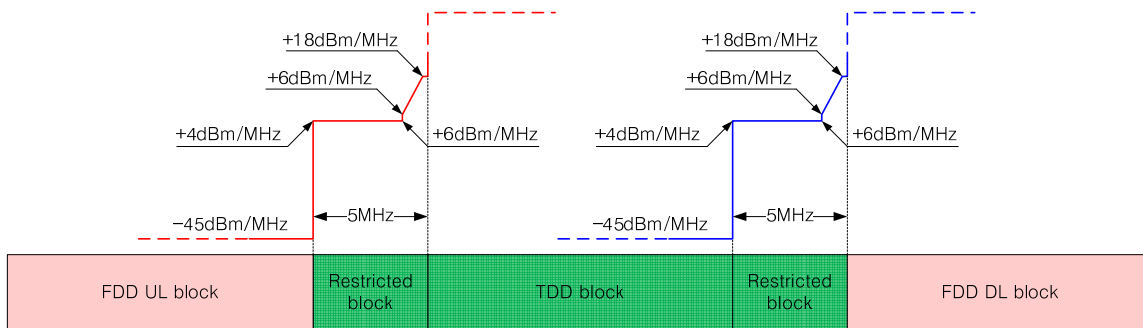 +18dBm/MHz
+18dBm/MHz
+6dBm/MHz
+6dBm/MHz
+4dBm/MHz
+6dBm/MHz
+4dBm/MHz
+6dBm/MHz
−45dBm/MHz
5MHz
−45dBm/MHz
5MHz
FDD UL block
Restricted
block
TDD block
Restricted
block
FDD DL block